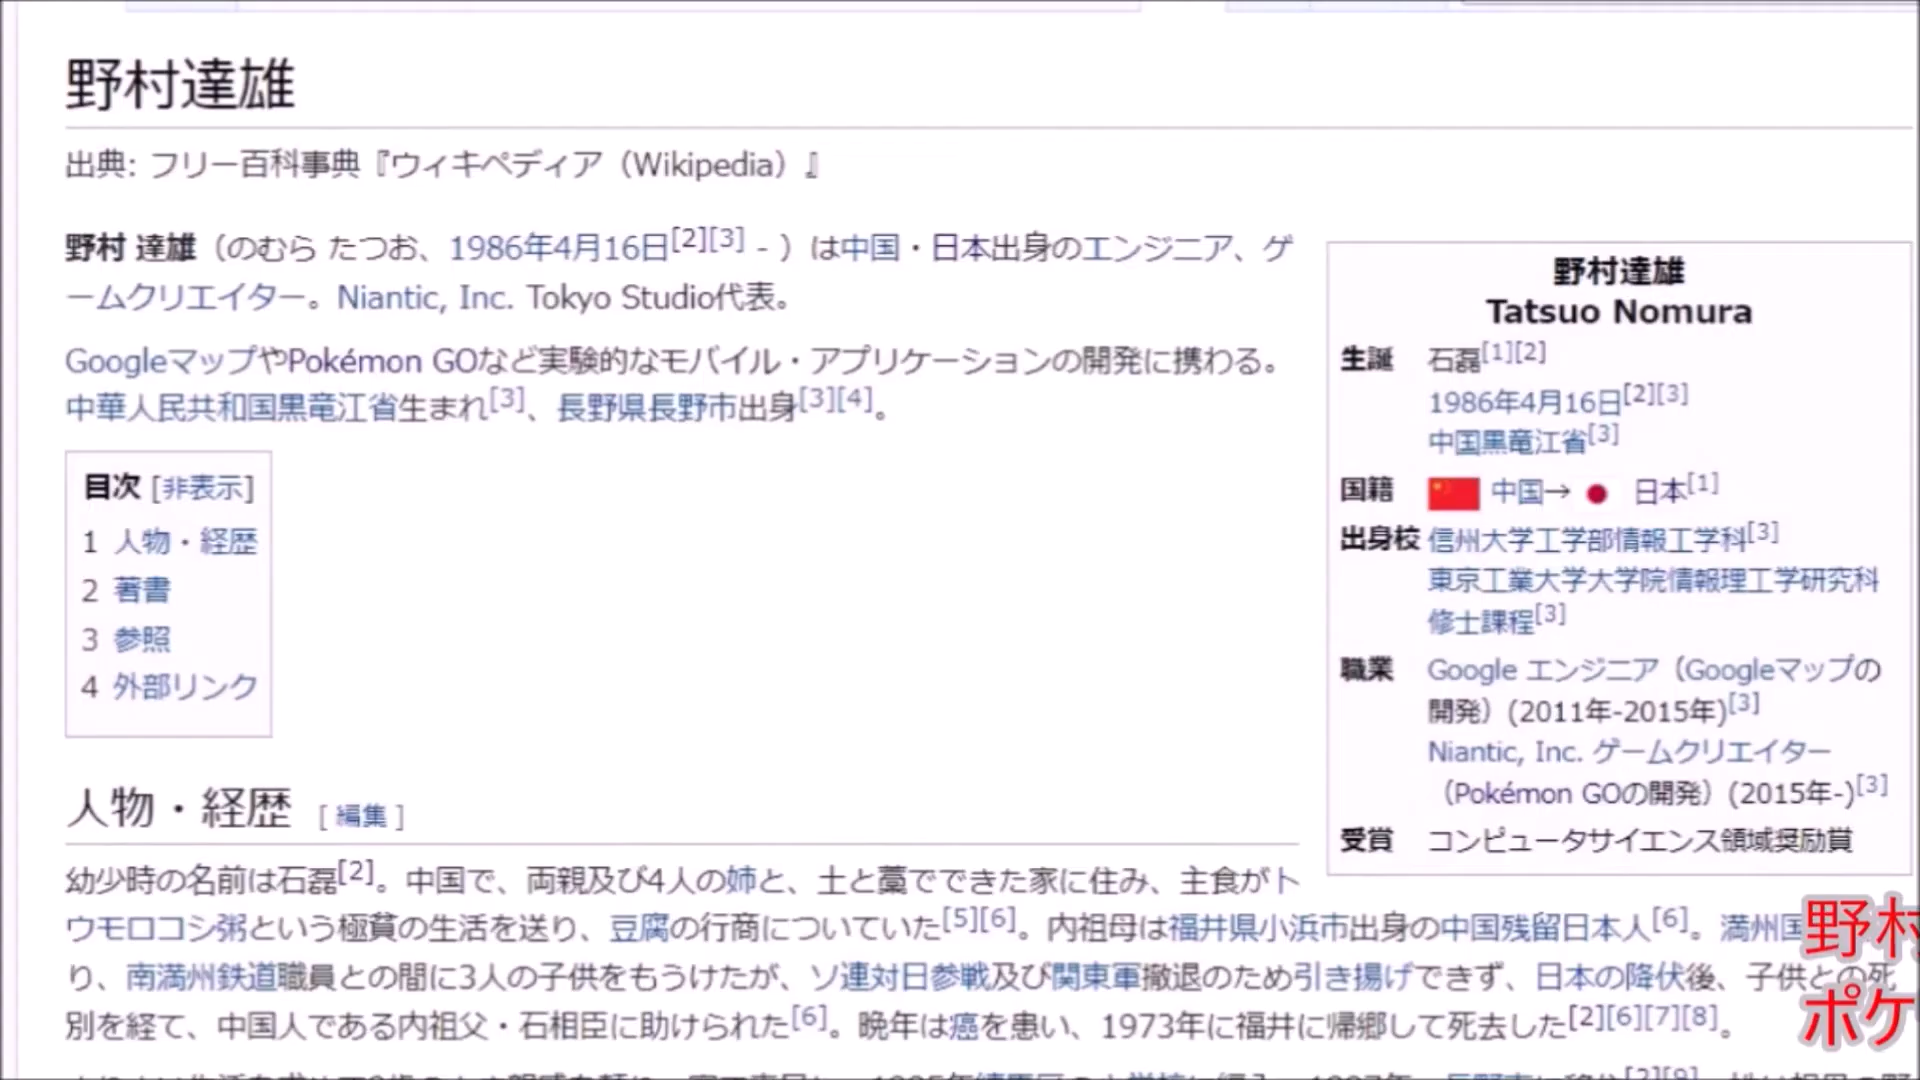 野村達雄
出典: フリー百科事典『ウィキペディア（Wikipedia）』
野村 達雄（のむら たつお、1986年4月16日[2][3] - ）は中国・日本出身のエンジニア、ゲ
ームクリエイター。Niantic, Inc. Tokyo Studio代表。
GoogleマップやPokémon GOなど実験的なモバイル・アプリケーションの開発に携わる。
中華人民共和国黒竜江省生まれ[3]、長野県長野市出身[3][4]。
目次 [非表示]
1 人物・経歴
2 著書
3 参照
4 外部リンク
野村達雄
Tatsuo Nomura
生誕 石磊[1][2]
1986年4月16日[2][3]
中国黒竜江省[3]
国籍 中国→ 日本[1]
出身校 信州大学工学部情報工学科[3]
東京工業大学大学院情報理工学研究科
修士課程[3]
職業 Google エンジニア（Googleマップの
開発）(2011年-2015年)[3]
Niantic, Inc. ゲームクリエイター
（Pokémon GOの開発）(2015年-)[3]
受賞 コンピュータサイエンス領域奨励賞
人物・経歴 [ 編集 ]
幼少時の名前は石磊[2]。中国で、両親及び4人の姉と、土と藁でできた家に住み、主食がト
ウモロコシ粥という極貧の生活を送り、豆腐の行商についていた[5][6]。内祖母は福井県小浜市出身の中国残留日本人[6]。満州国
り、南満州鉄道職員との間に3人の子供をもうけたが、ソ連対日参戦及び関東軍撤退のため引き揚げできず、日本の降伏後、子供との死
別を経て、中国人である内祖父・石相臣に助けられた[6]。晩年は癌を患い、1973年に福井に帰郷して死去した[2][6][7][8]。
野村
ポケ